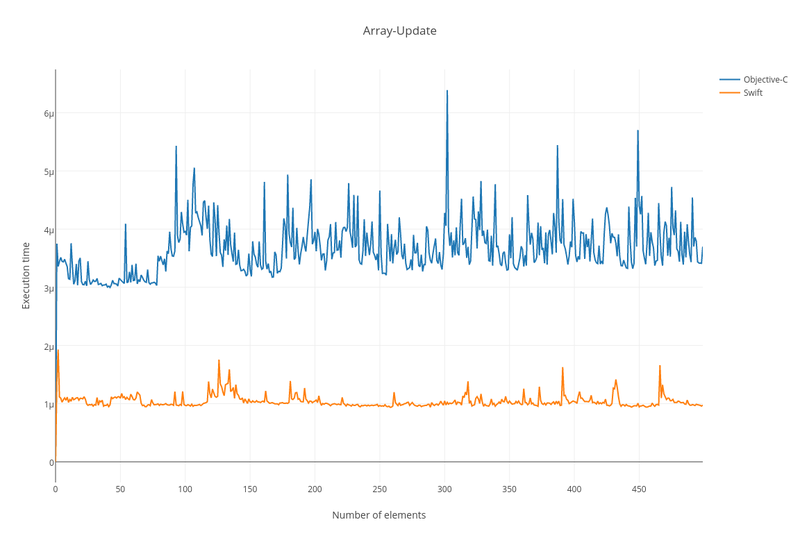 Array-Update
Objective-C
Swift
6μ
5μ
4μ
3μ
2μ
1μ
0
Execution time
0 50 100 150 200 250 300 350 400 450
Number of elements